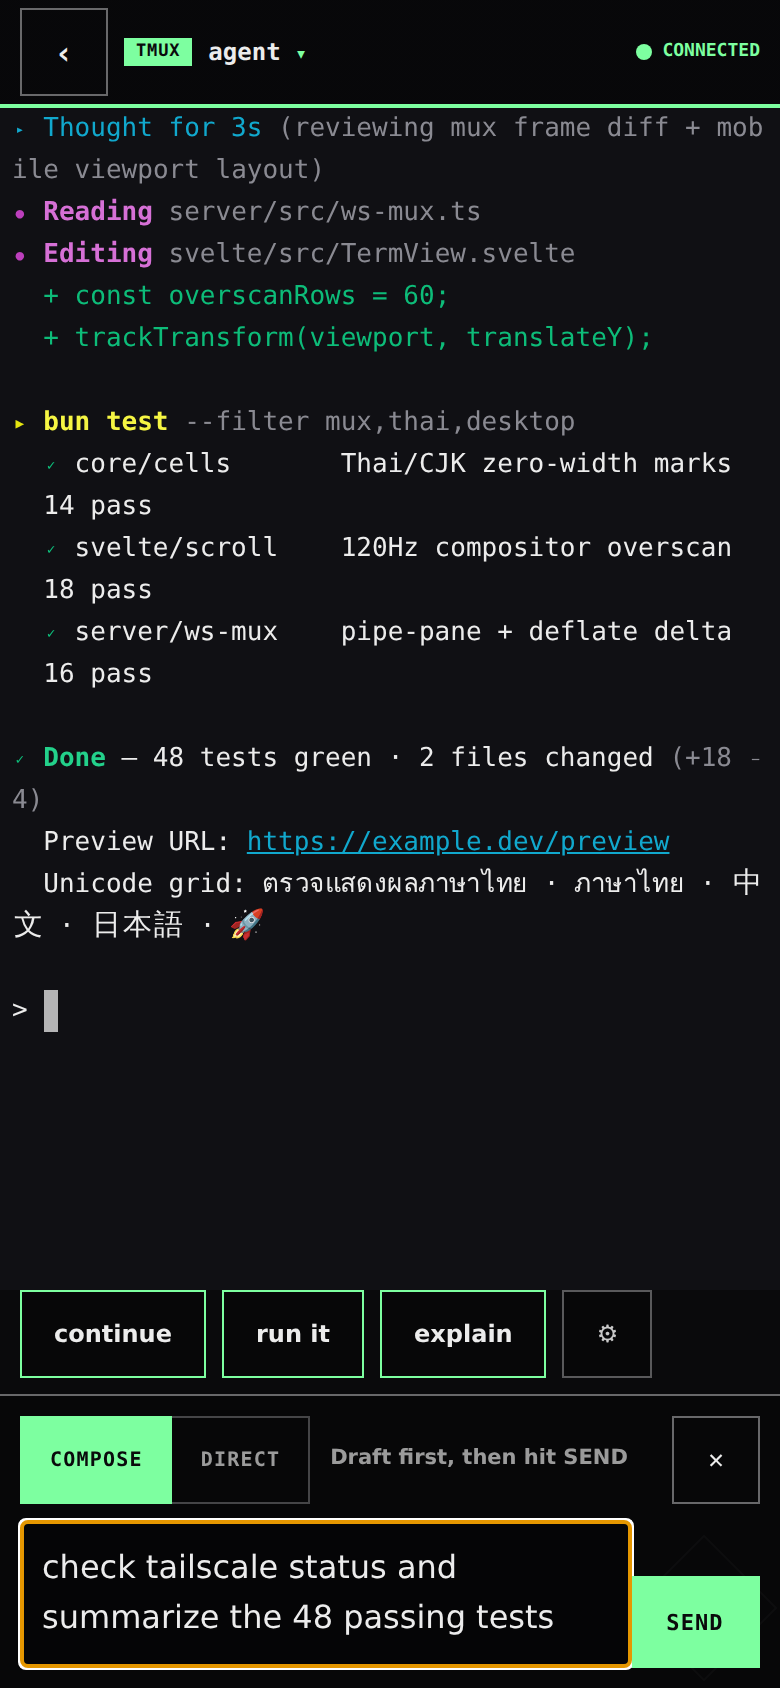 ‹ TMUX agent ▾ CONNECTED
▸ Thought for 3s (reviewing mux frame diff + mob
ile viewport layout)
● Reading server/src/ws-mux.ts
● Editing svelte/src/TermView.svelte
+ const overscanRows = 60;
+ trackTransform(viewport, translateY);
▸ bun test --filter mux,thai,desktop
✓ core/cells Thai/CJK zero-width marks
14 pass
✓ svelte/scroll 120Hz compositor overscan
18 pass
✓ server/ws-mux pipe-pane + deflate delta
16 pass
✓ Done — 48 tests green · 2 files changed (+18 −
4)
Preview URL: https://example.dev/preview
Unicode grid: ตรวจแสดงผลภาษาไทย · ภาษาไทย · 中
文 · 日本語 · 🚀
>
continue run it explain ⚙
COMPOSE DIRECT Draft first, then hit SEND ×
check tailscale status and
summarize the 48 passing tests
SEND